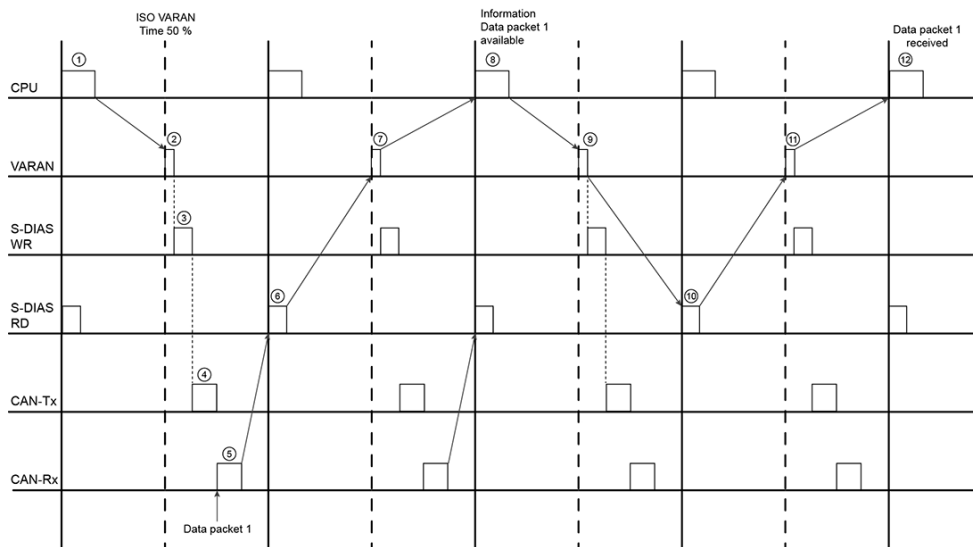 ISO VARAN
Time 50 %
Information
Data packet 1
available
Data packet 1
received
1
8
12
CPU
2
7
9
11
VARAN
3
S-DIAS
WR
6
10
S-DIAS
RD
4
CAN-Tx
5
CAN-Rx
Data packet 1